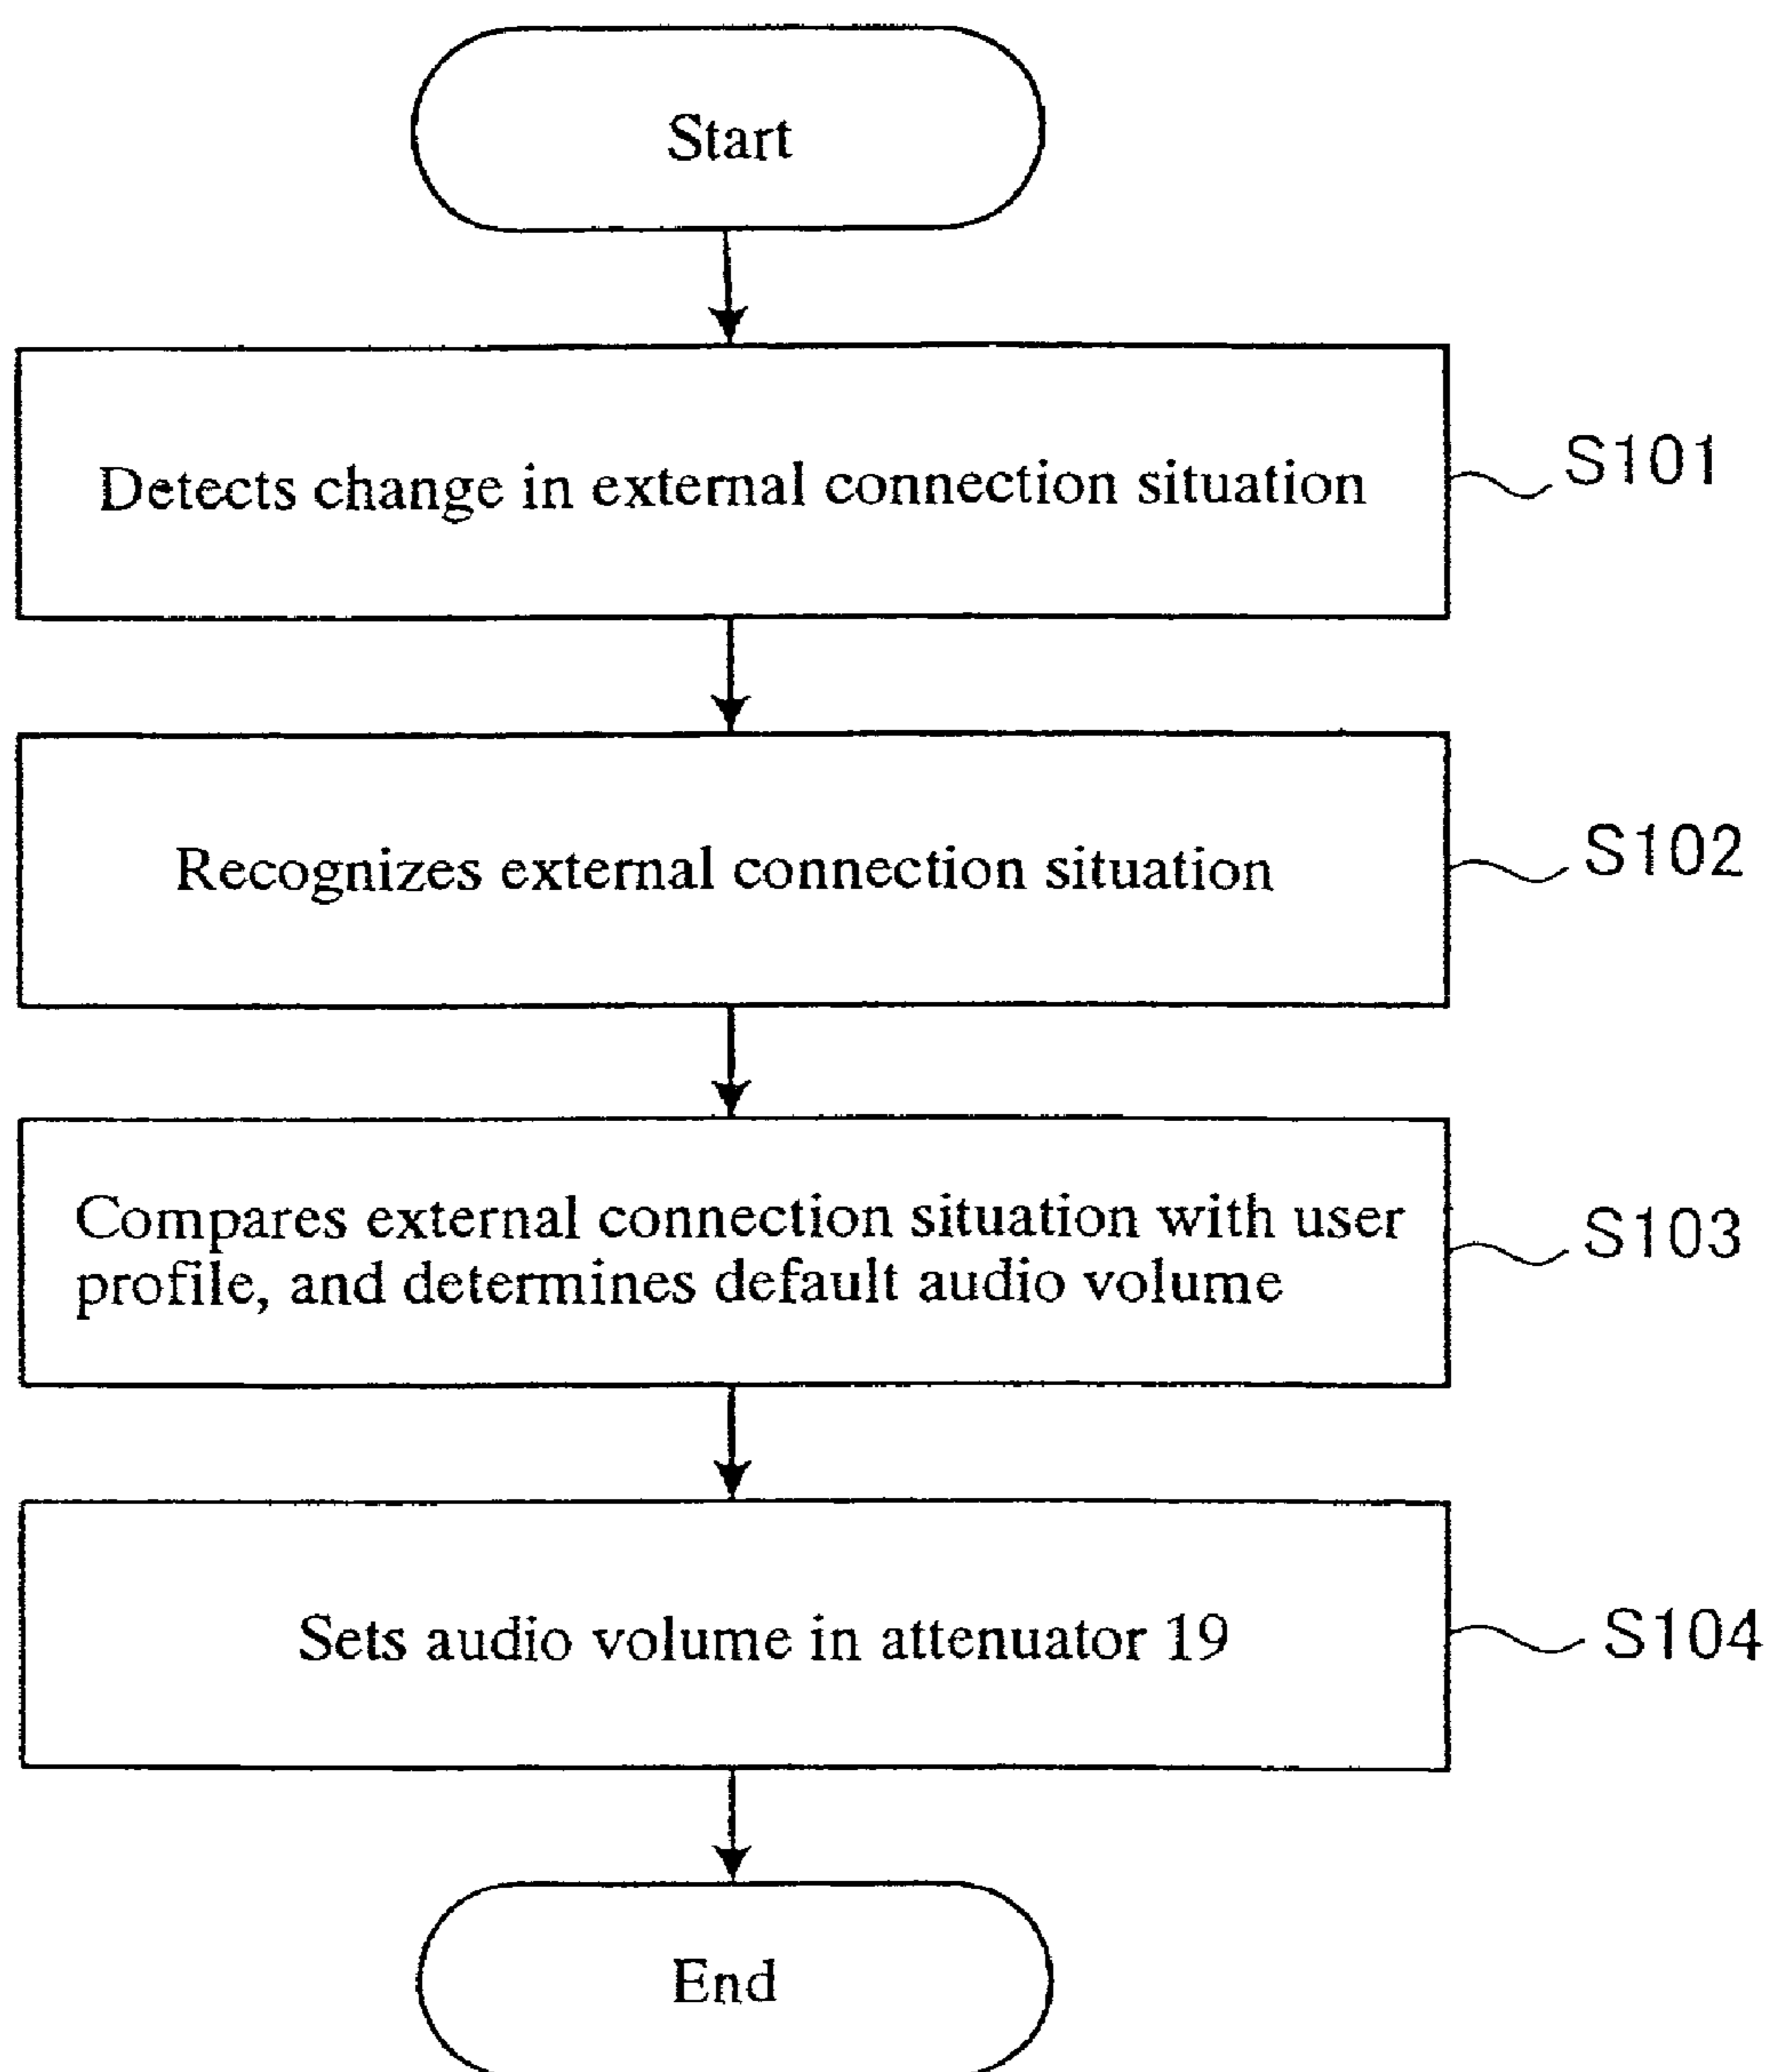 Start
Detects change in external connection situation
S101
Recognizes external connection situation
S102
Compares external connection situation with user
profile, and determines default audio volume
S103
Sets audio volume in attenuator 19
S104
End